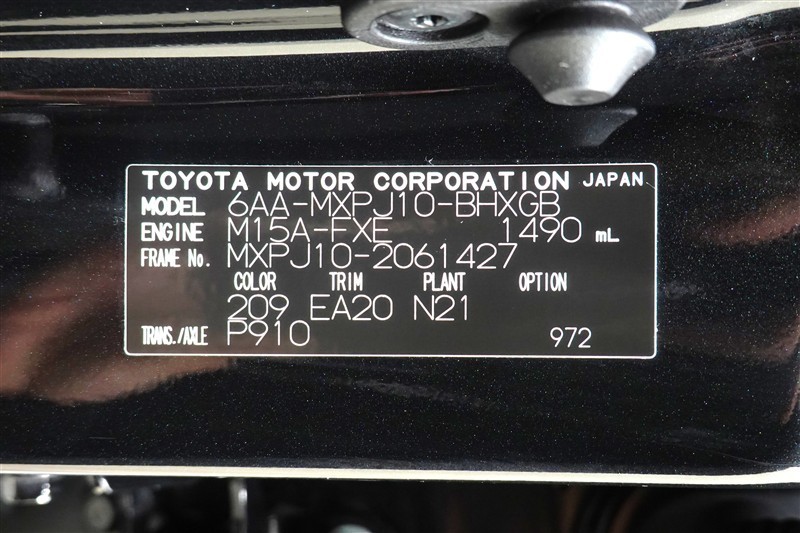 TOYOTA MOTOR CORPORATION JAPAN
MODEL 6AA-MXPJ10-BHXGB
ENGINE M15A-FXE 1490 mL
FRAME No. MXPJ10-2061427
COLOR TRIM PLANT OPTION
209 EA20 N21
TRANS./AXLE P910 972